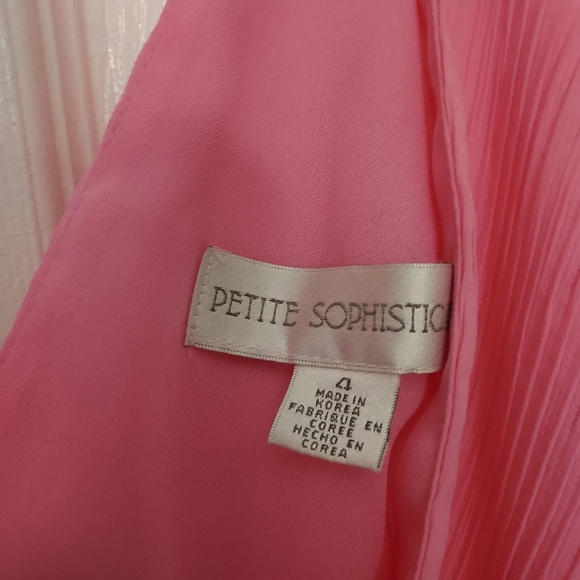 PETITE SOPHISTIC
4
MADE IN
KOREA
FABRIQUE EN
COREE
HECHO EN
COREA